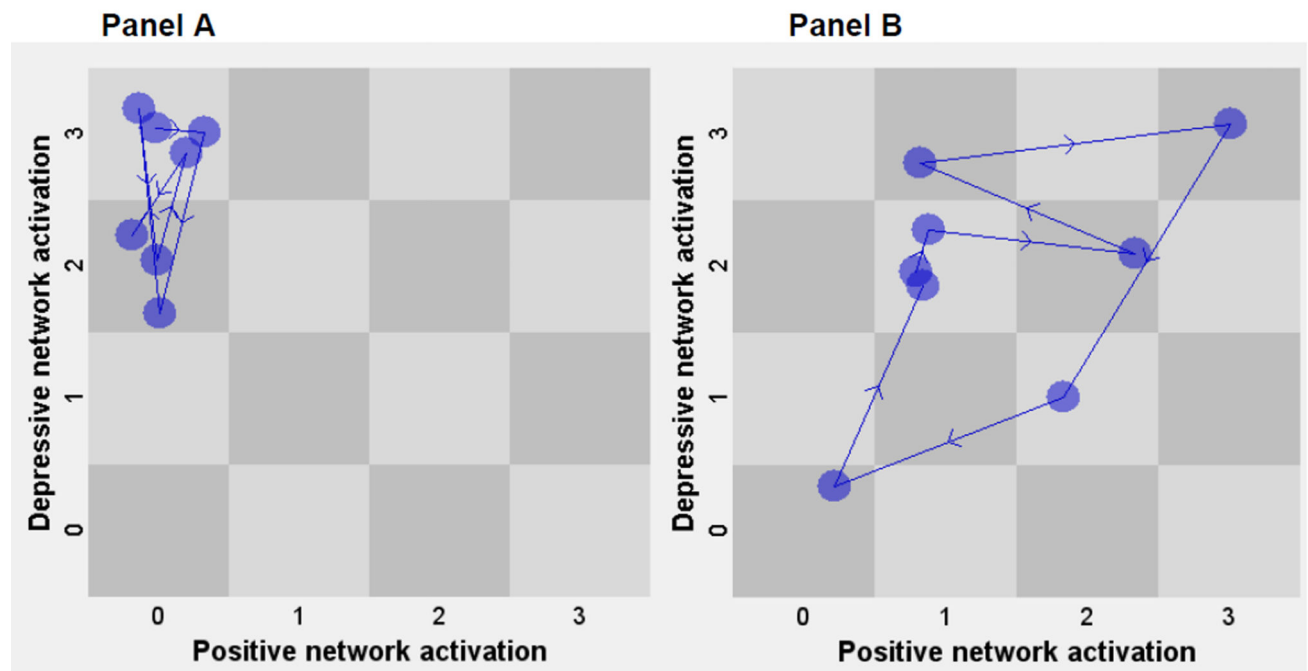 Panel A
Panel B
Depressive network activation
3
2
1
0
0 1 2 3
Positive network activation
Depressive network activation
3
2
1
0
0 1 2 3
Positive network activation